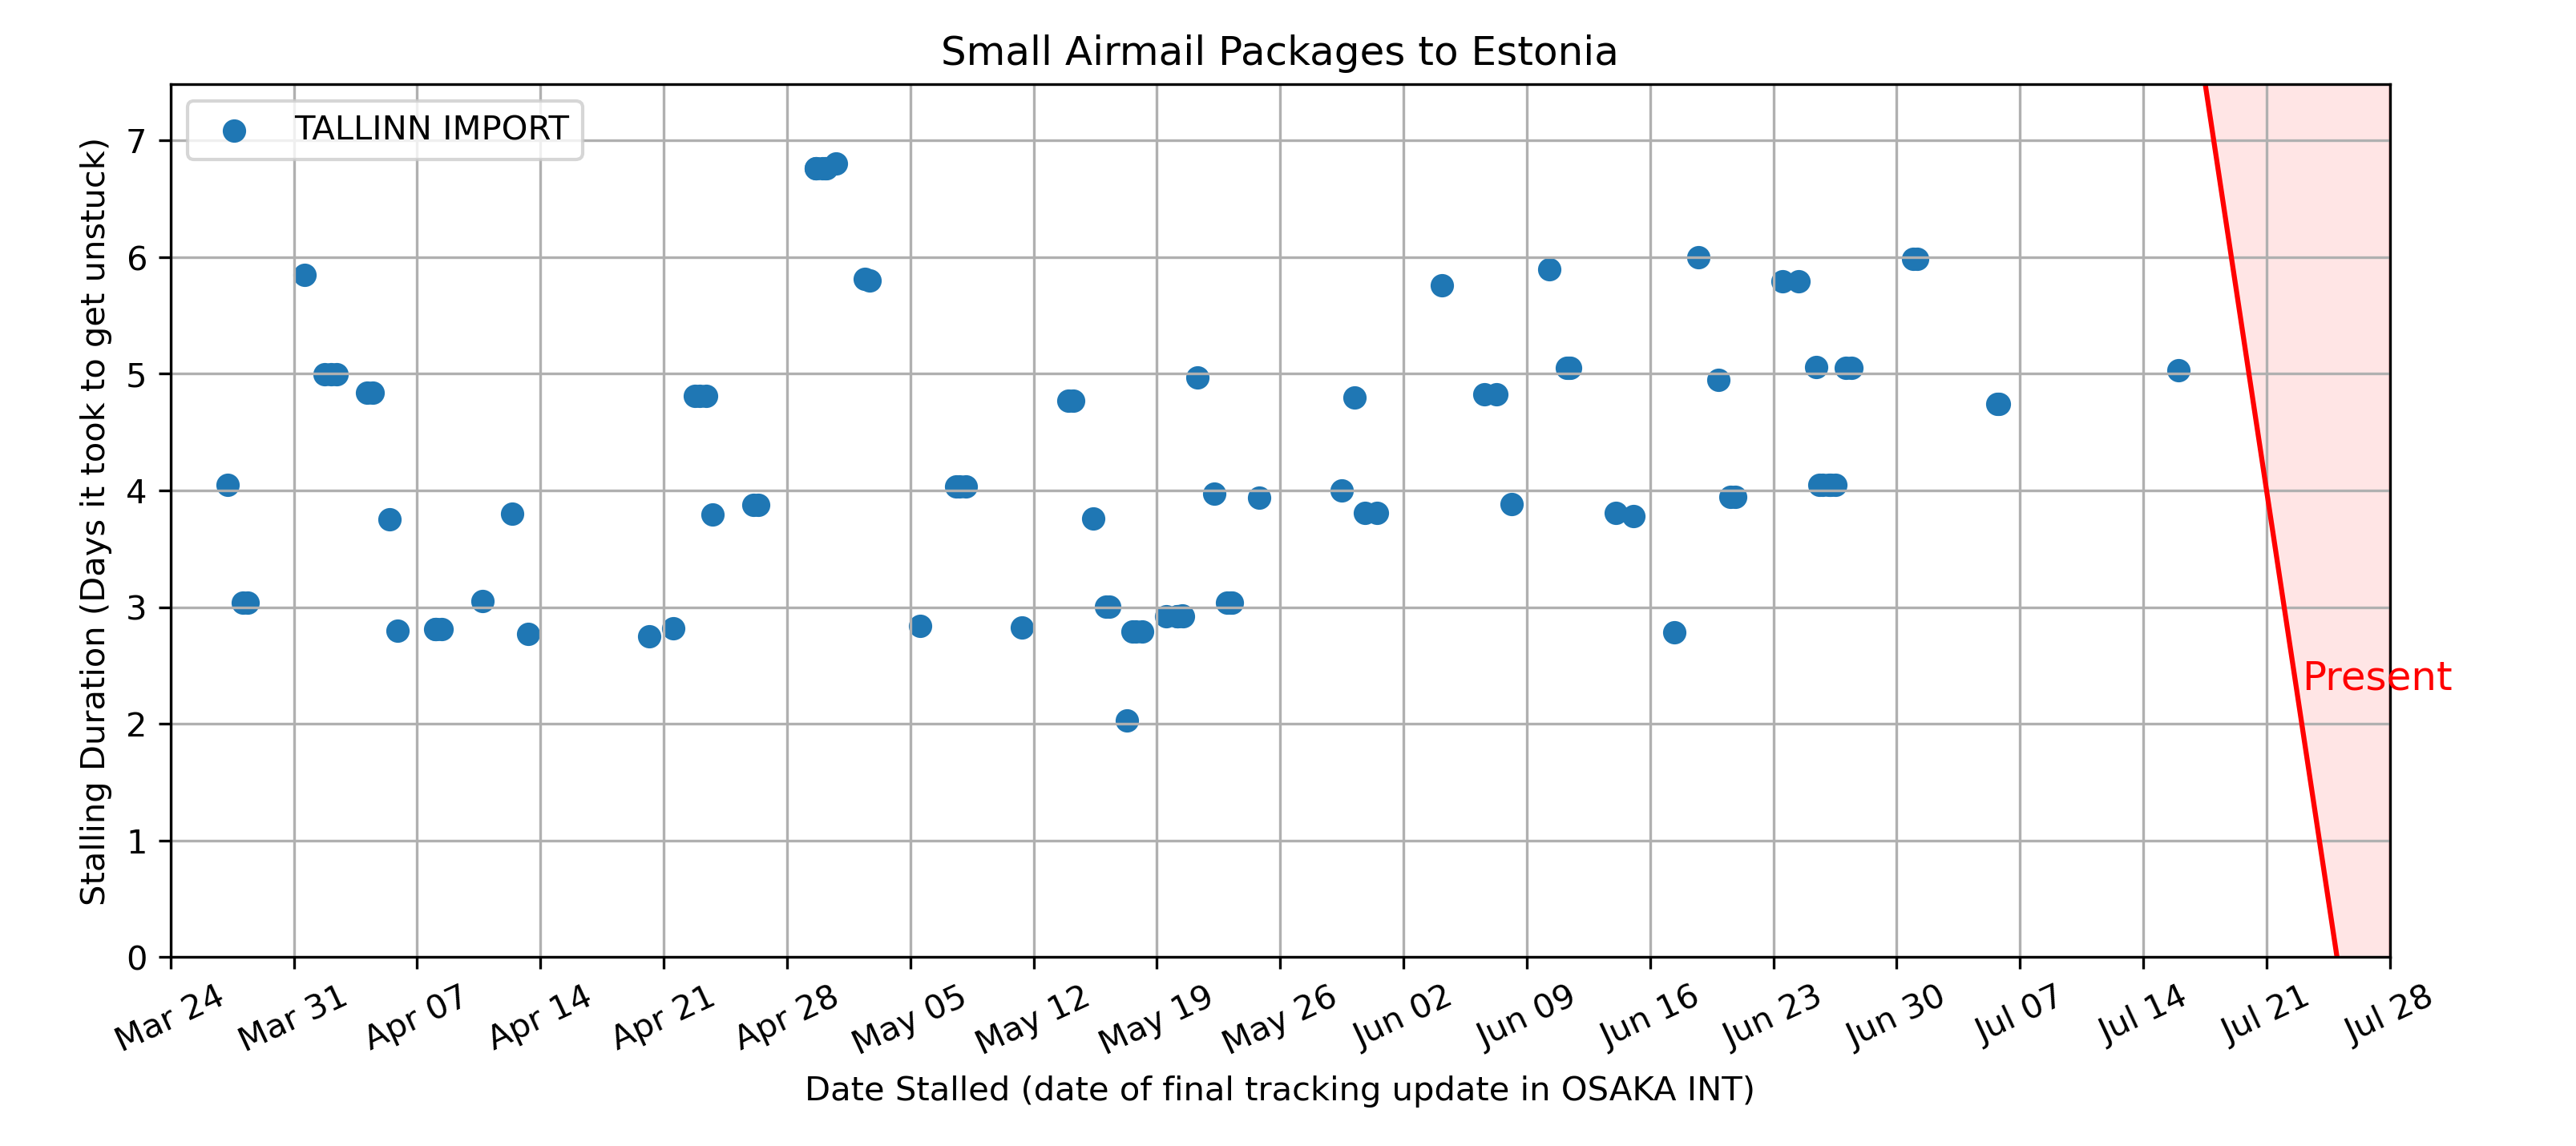 Small Airmail Packages to Estonia
TALLINN IMPORT
Stalling Duration (Days it took to get unstuck)
7
6
5
4
3
2
1
0
Present
Mar 24
Mar 31
Apr 07
Apr 14
Apr 21
Apr 28
May 05
May 12
May 19
May 26
Jun 02
Jun 09
Jun 16
Jun 23
Jun 30
Jul 07
Jul 14
Jul 21
Jul 28
Date Stalled (date of final tracking update in OSAKA INT)